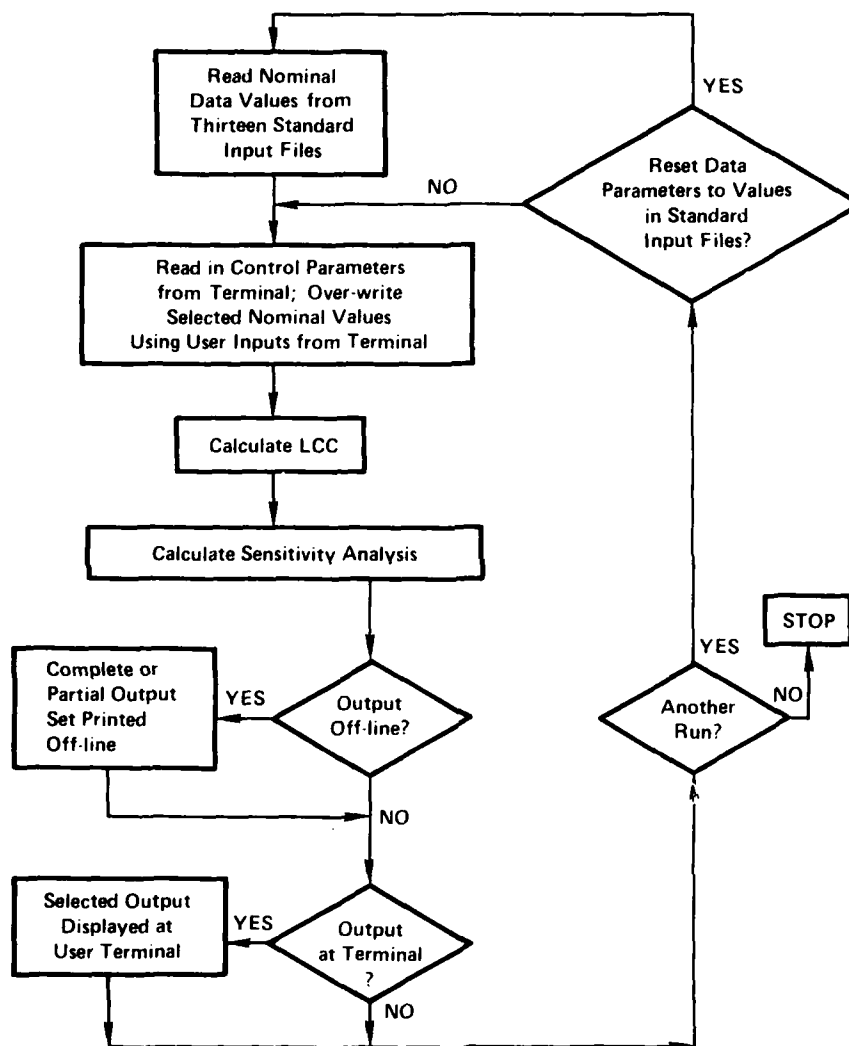 Read Nominal
Data Values from
Thirteen Standard
Input Files
YES
Reset Data
Parameters to Values
in Standard
Input Files?
NO
Read in Control Parameters
from Terminal; Over-write
Selected Nominal Values
Using User Inputs from Terminal
Calculate LCC
Calculate Sensitivity Analysis
STOP
YES
NO
Another
Run?
Complete or
Partial Output
Set Printed
Off-line
YES
Output
Off-line?
NO
Selected Output
Displayed at
User Terminal
YES
Output
at Terminal
?
NO